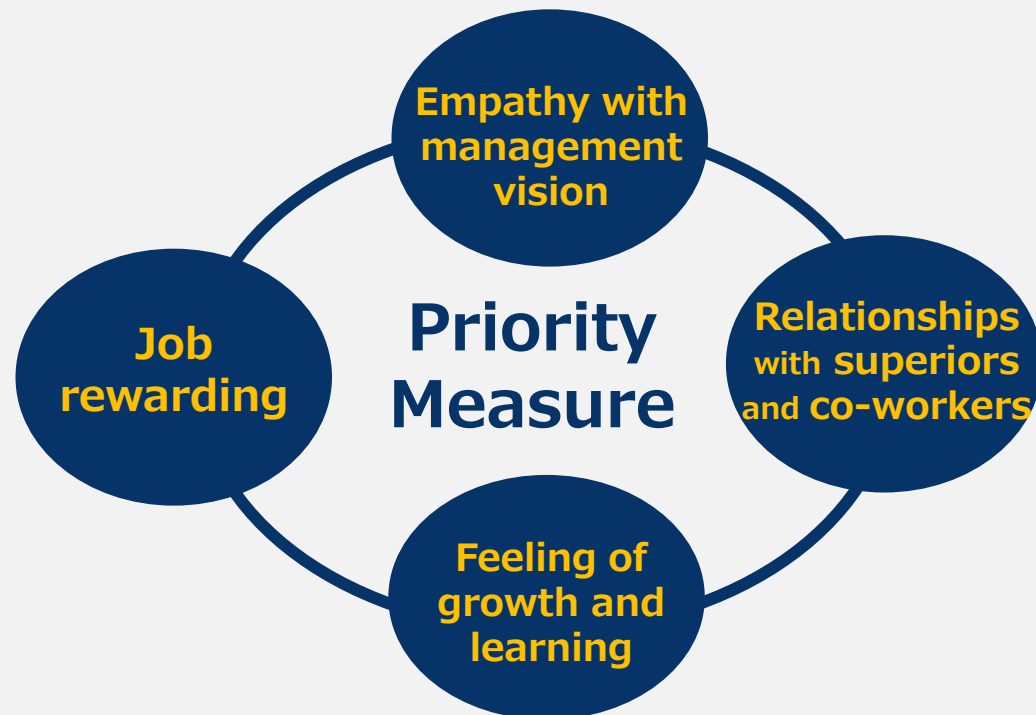 Empathy with
management
vision
Priority
Measure
Job
rewarding
Relationships
with superiors
and co-workers
Feeling of
growth and
learning